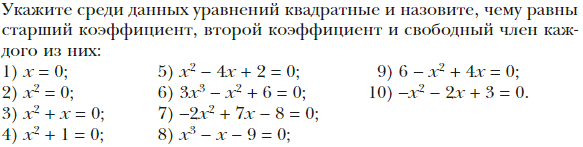 Укажите среди данных уравнений квадратные и назовите, чему равны
старший коэффициент, второй коэффициент и свободный член каж-
дого из них:
1) x = 0; 5) x² – 4x + 2 = 0; 9) 6 – x² + 4x = 0;
2) x² = 0; 6) 3x³ – x² + 6 = 0; 10) –x² – 2x + 3 = 0.
3) x² + x = 0; 7) –2x² + 7x – 8 = 0;
4) x² + 1 = 0; 8) x³ – x – 9 = 0;